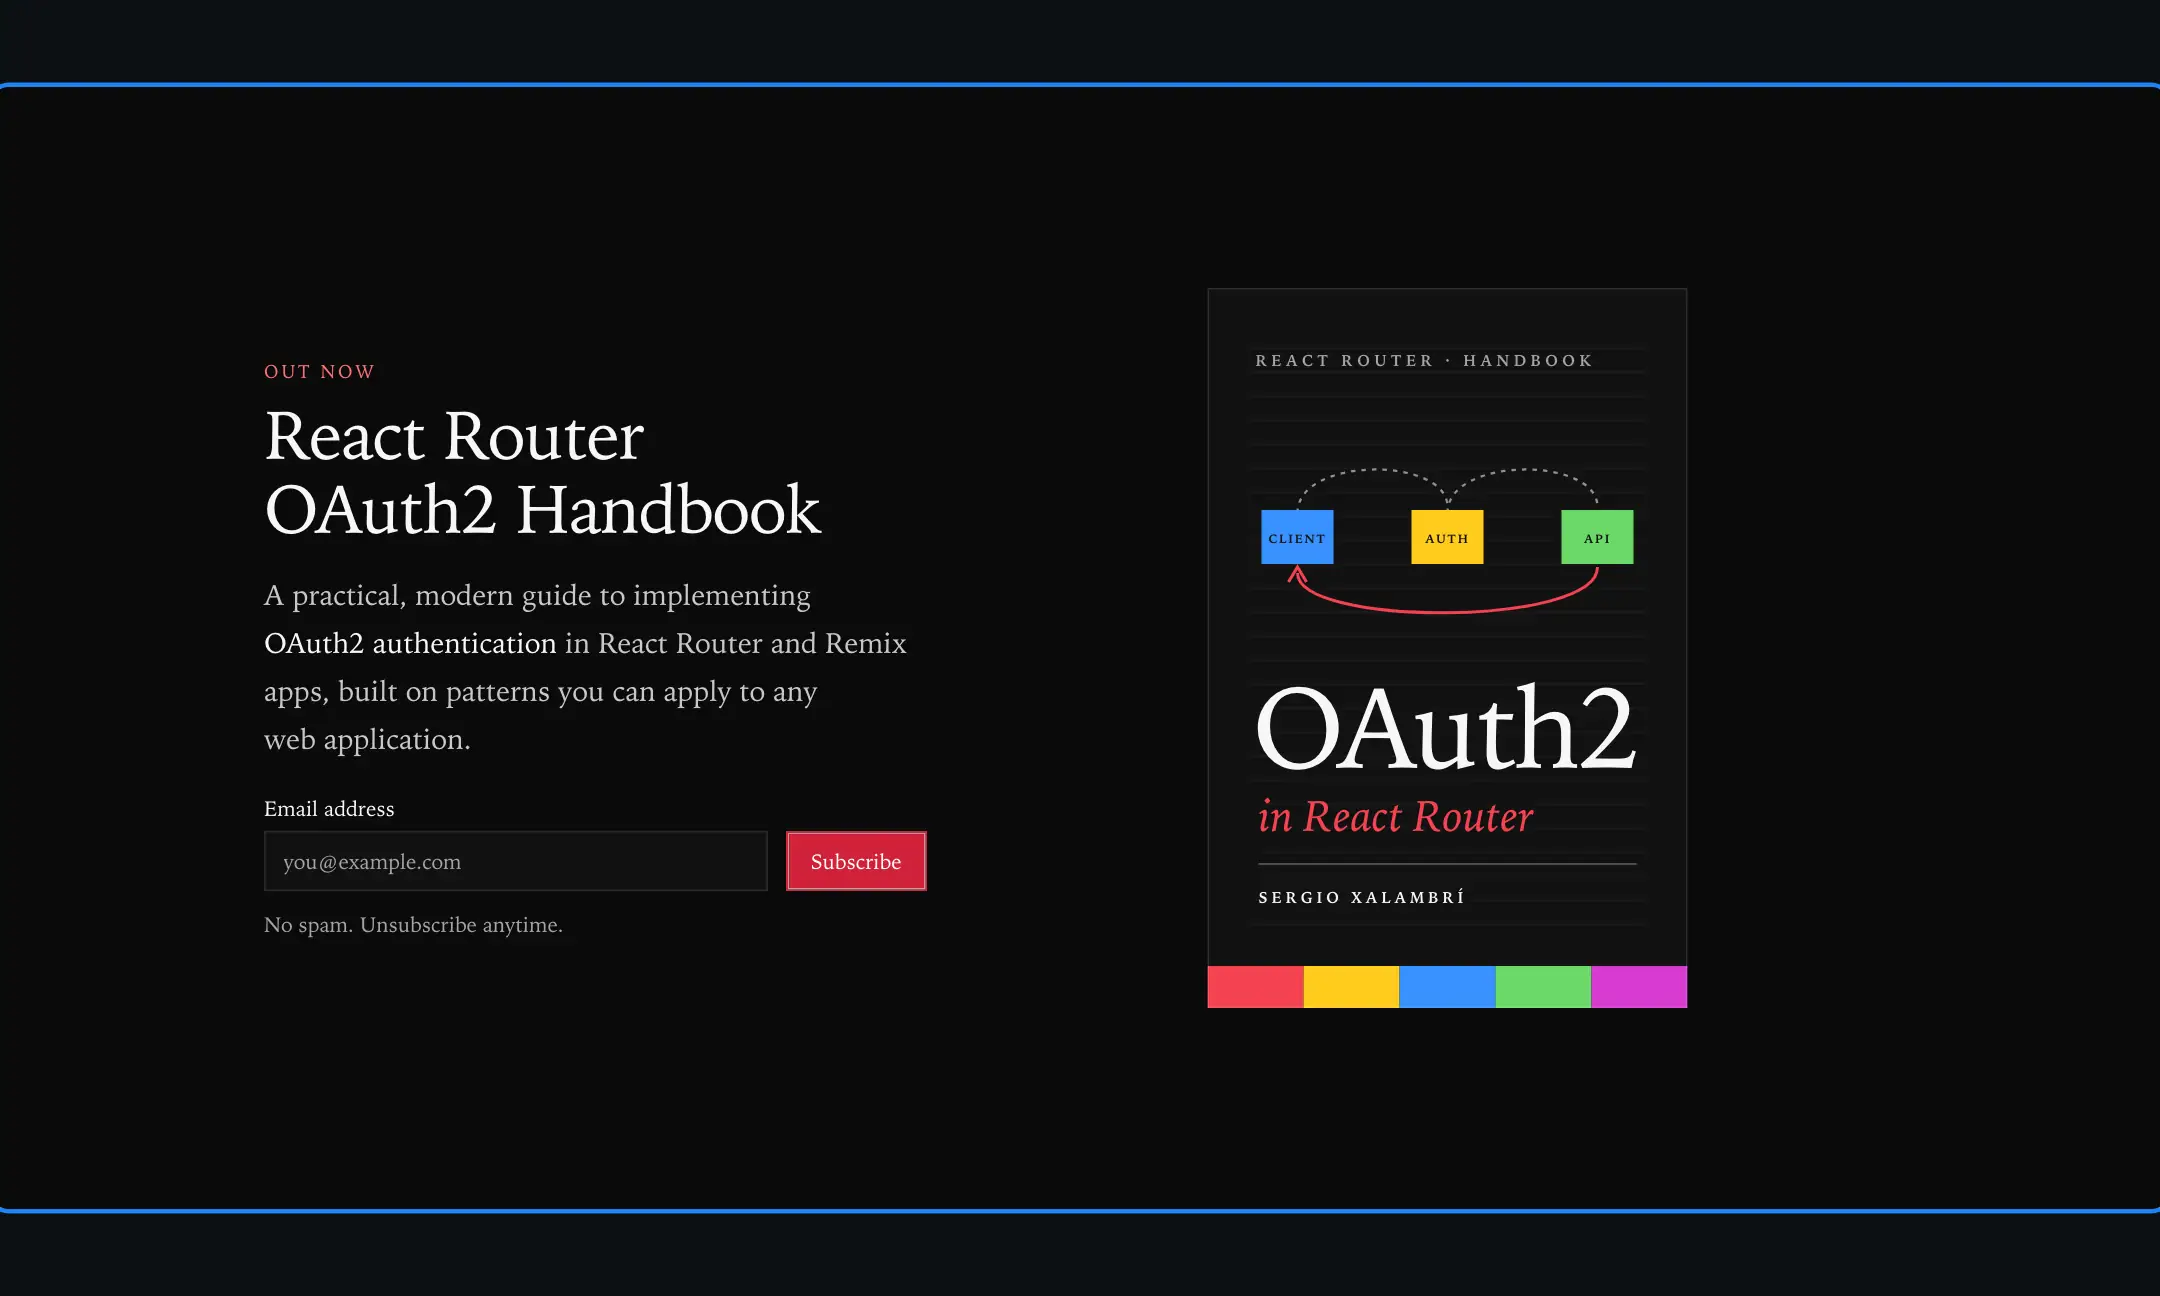 OUT NOW
React Router
OAuth2 Handbook
A practical, modern guide to implementing
OAuth2 authentication in React Router and Remix
apps, built on patterns you can apply to any
web application.
Email address
you@example.com
Subscribe
No spam. Unsubscribe anytime.
REACT ROUTER · HANDBOOK
CLIENT
AUTH
API
OAuth2
in React Router
SERGIO XALAMBRÍ